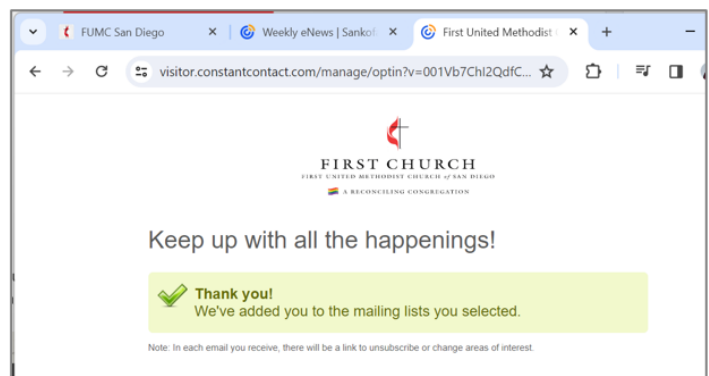 FUMC San Diego
Weekly eNews | Sankof
First United Methodist
visitor.constantcontact.com/manage/optin?v=001Vb7ChI2QdfC...
FIRST CHURCH
FIRST UNITED METHODIST CHURCH of SAN DIEGO
A RECONCILING CONGREGATION
Keep up with all the happenings!
Thank you!
We've added you to the mailing lists you selected.
Note: In each email you receive, there will be a link to unsubscribe or change areas of interest.